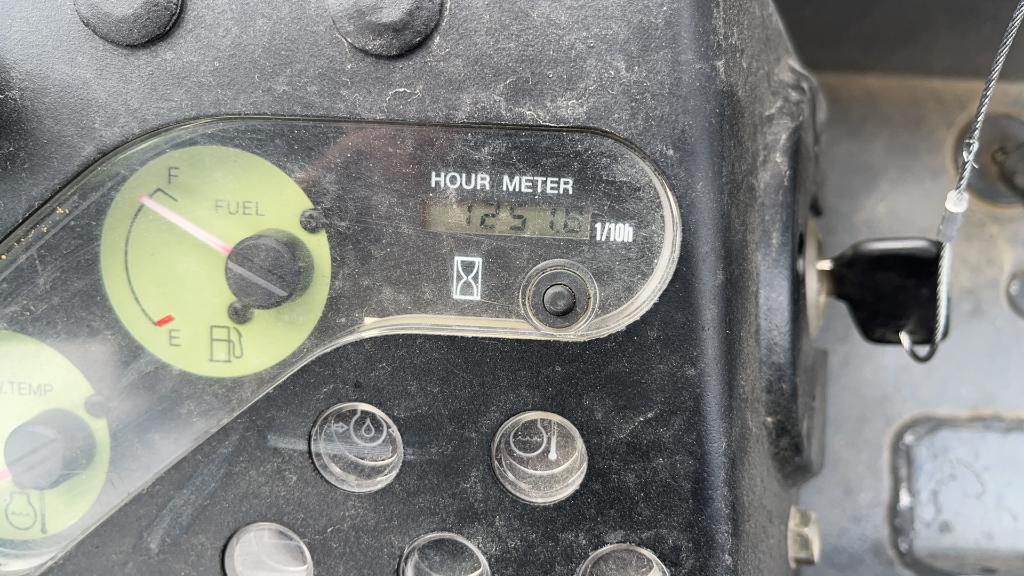 HOUR METER
12516
1/10h
F
FUEL
E
W.TEMP